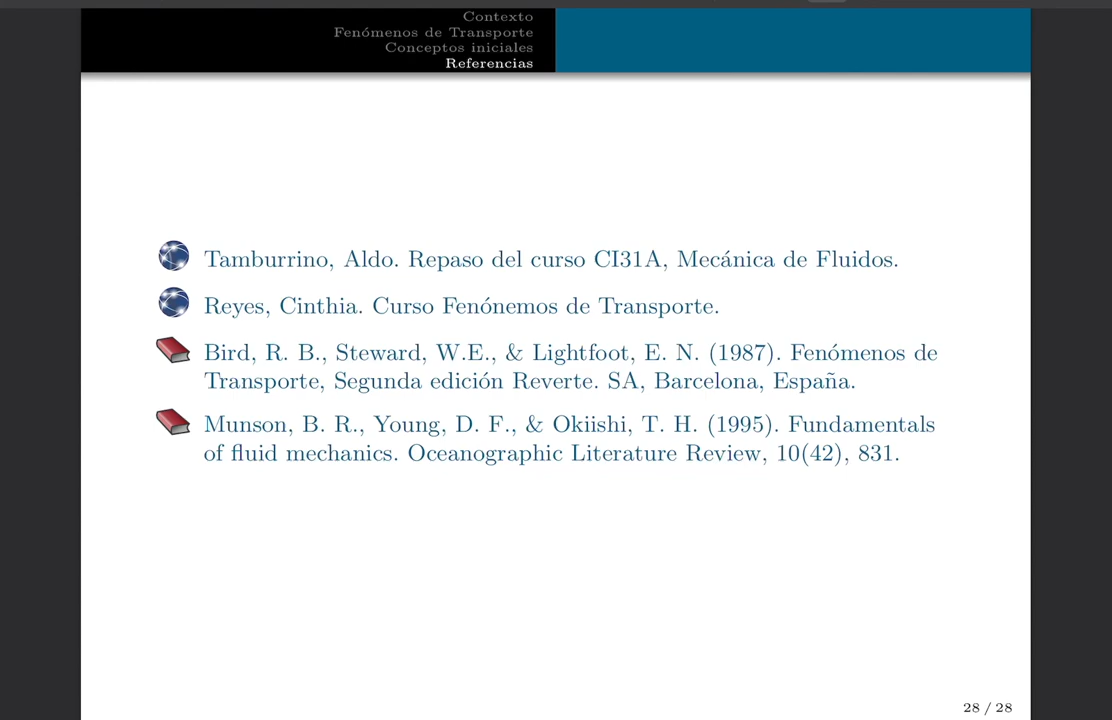 Contexto
Fenómenos de Transporte
Conceptos iniciales
Referencias
Tamburrino, Aldo. Repaso del curso CI31A, Mecánica de Fluidos.
Reyes, Cinthia. Curso Fenónemos de Transporte.
Bird, R. B., Steward, W.E., & Lightfoot, E. N. (1987). Fenómenos de
Transporte, Segunda edición Reverte. SA, Barcelona, España.
Munson, B. R., Young, D. F., & Okiishi, T. H. (1995). Fundamentals
of fluid mechanics. Oceanographic Literature Review, 10(42), 831.
28 / 28